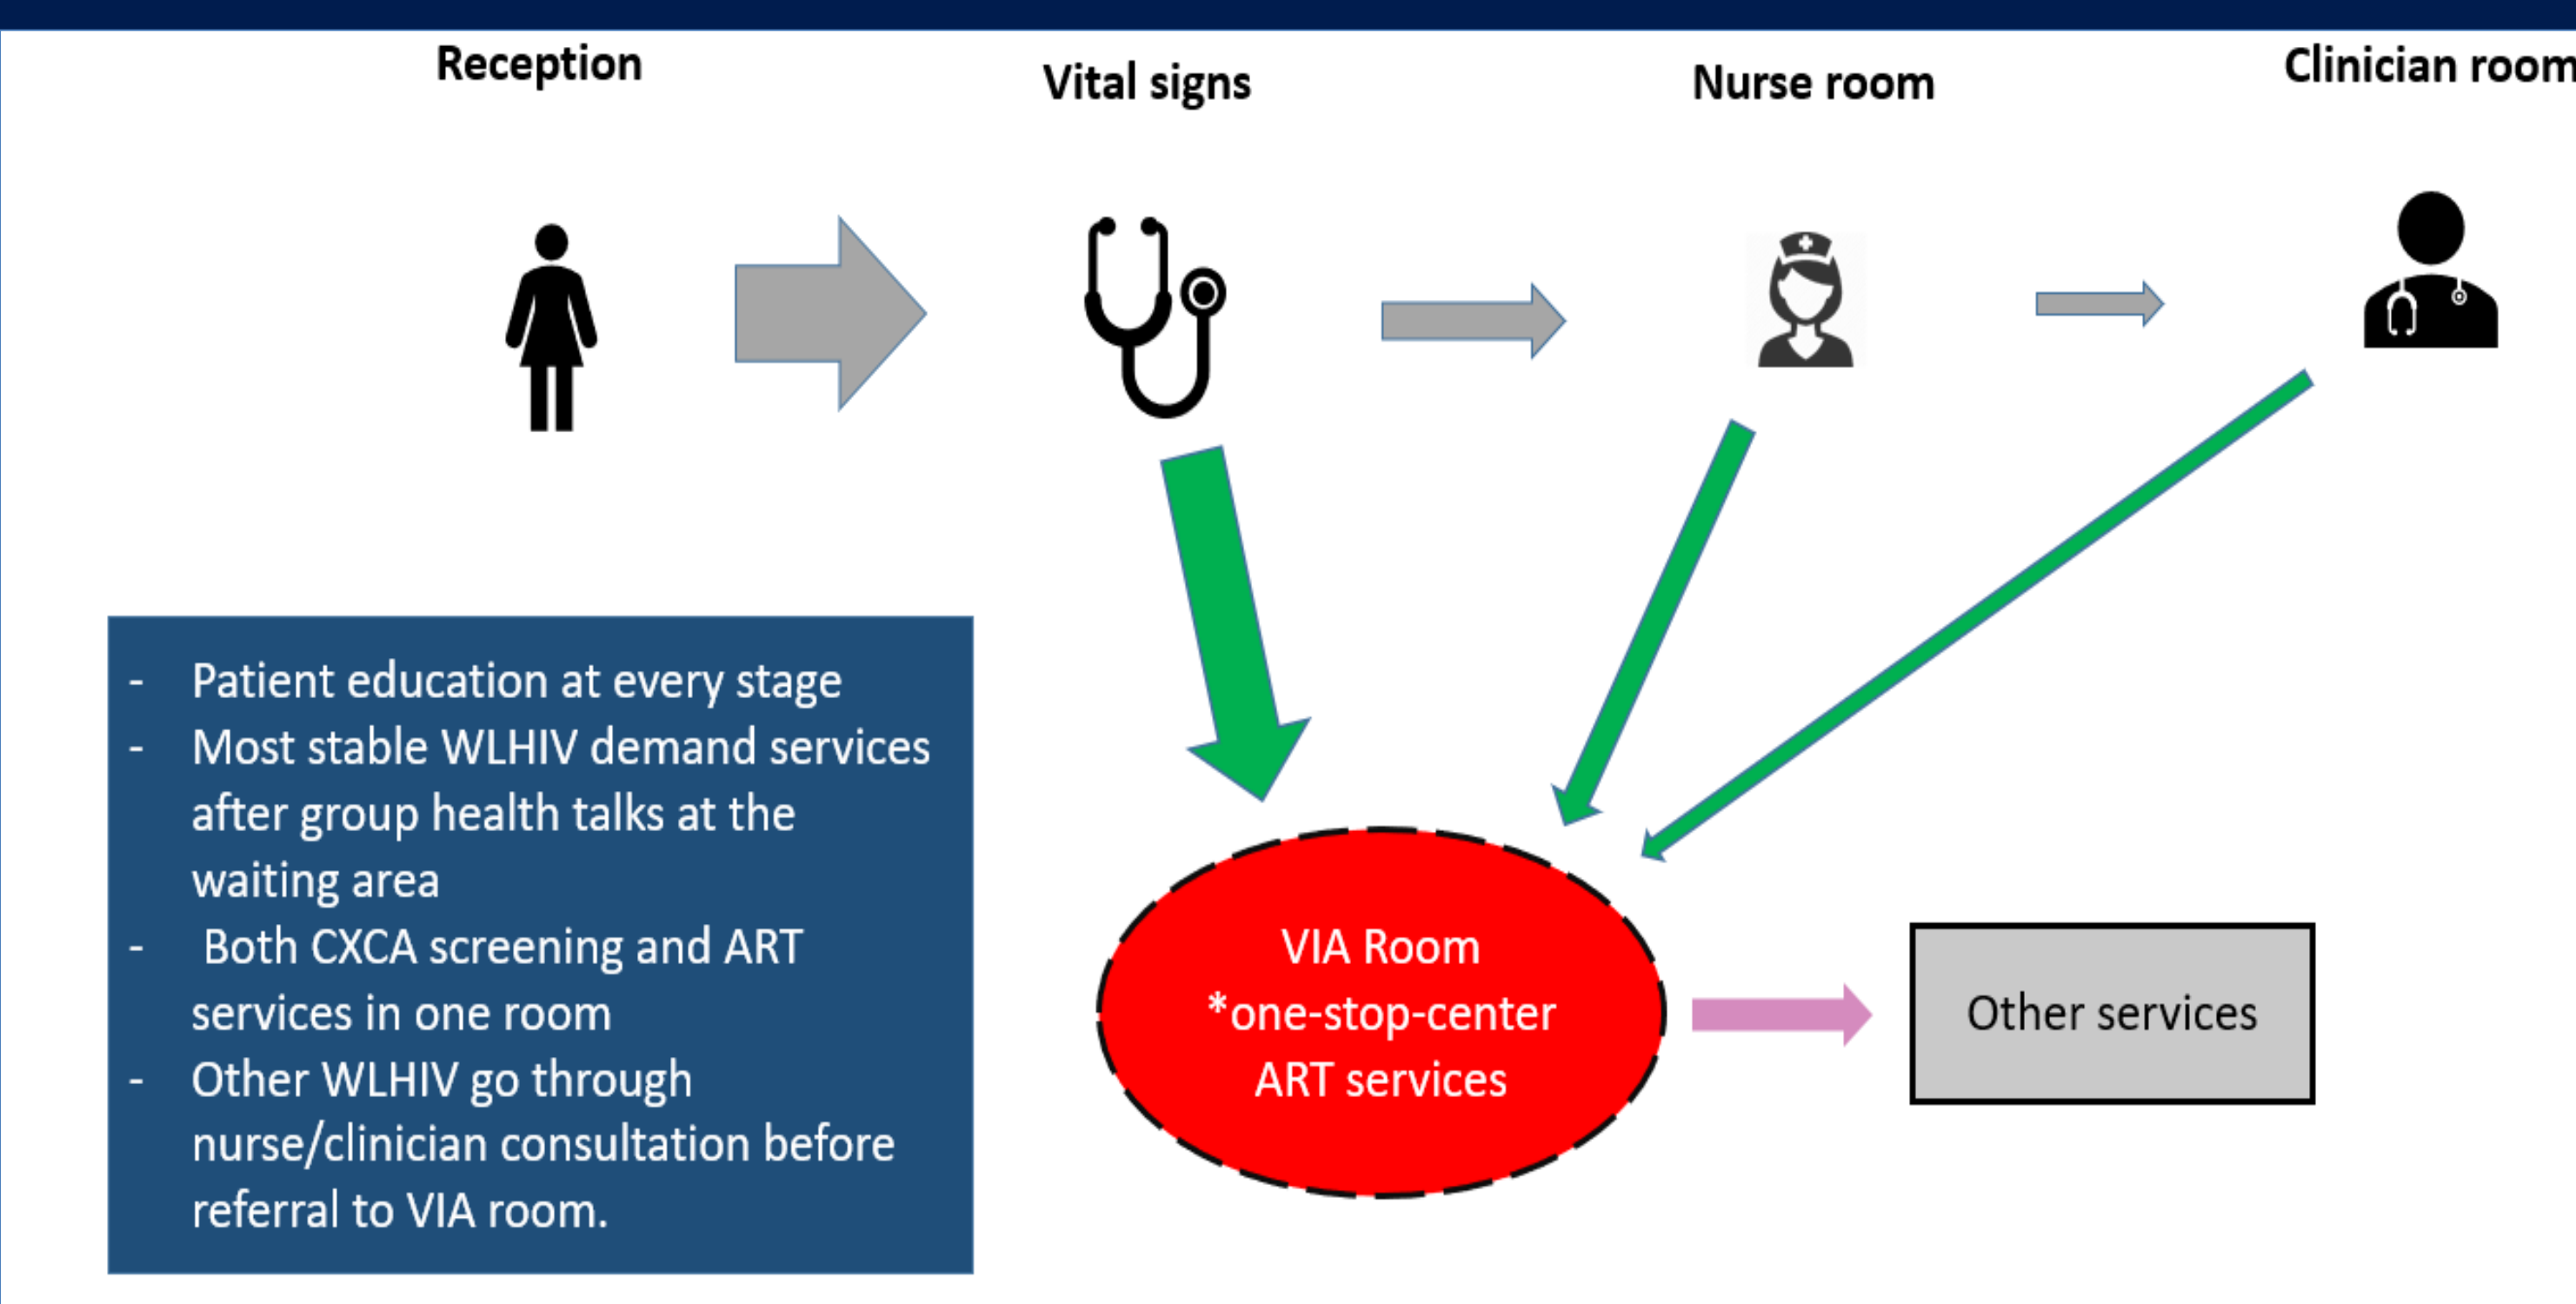 Reception
Vital signs
Nurse room
Clinician room
- Patient education at every stage
- Most stable WLHIV demand services
after group health talks at the
waiting area
- Both CXCA screening and ART
services in one room
- Other WLHIV go through
nurse/clinician consultation before
referral to VIA room.
VIA Room
*one-stop-center
ART services
Other services